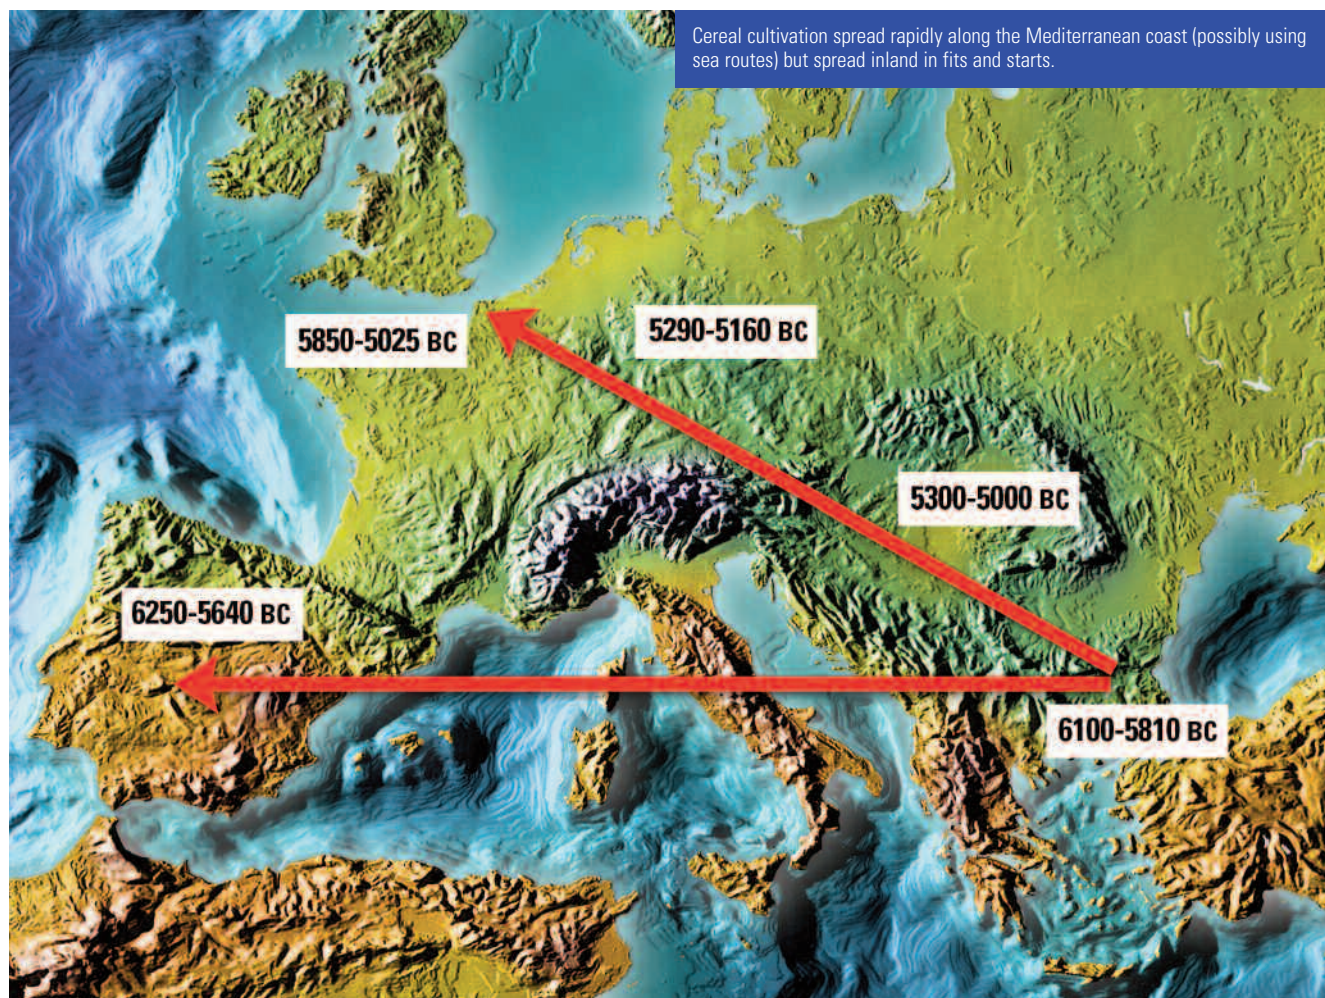 Cereal cultivation spread rapidly along the Mediterranean coast (possibly using
sea routes) but spread inland in fits and starts.
5850-5025 BC
5290-5160 BC
5300-5000 BC
6250-5640 BC
6100-5810 BC